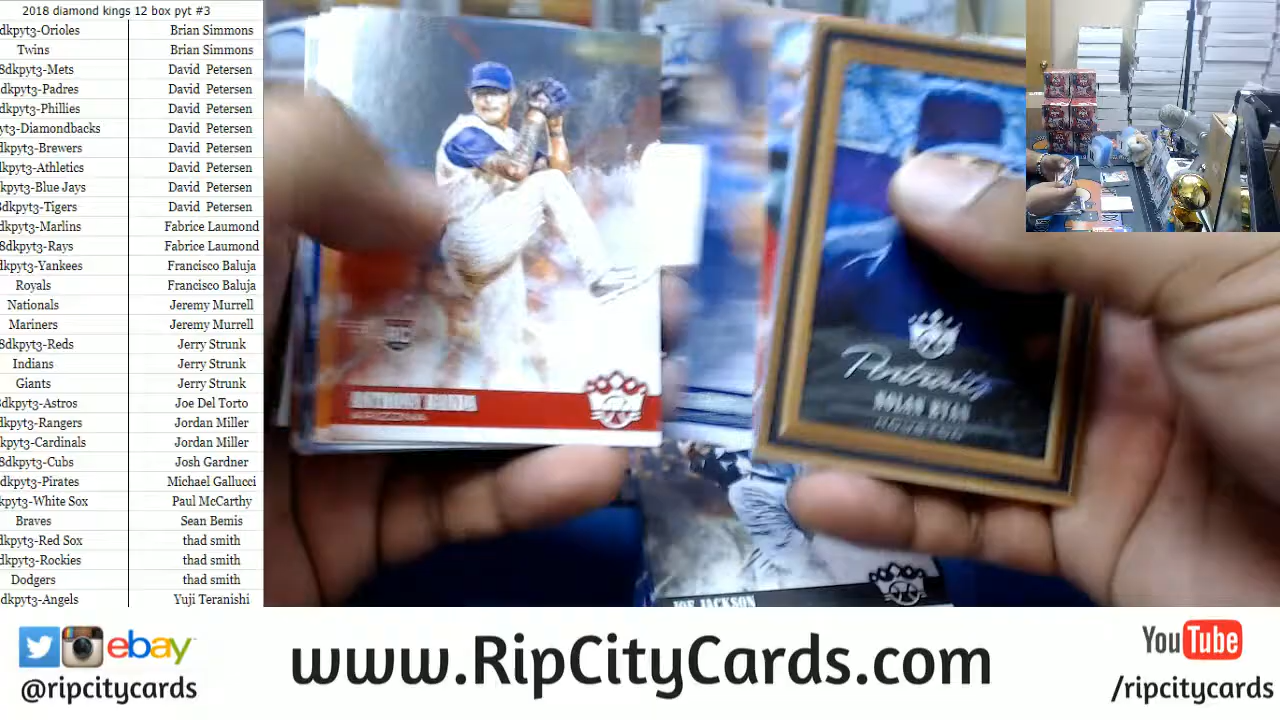 2018 diamond kings 12 box pyt #3
dkpyt3-Orioles Brian Simmons
Twins Brian Simmons
8dkpyt3-Mets David Petersen
dkpyt3-Padres David Petersen
dkpyt3-Phillies David Petersen
yt3-Diamondbacks David Petersen
kpyt3-Brewers David Petersen
kpyt3-Athletics David Petersen
kpyt3-Blue Jays David Petersen
8dkpyt3-Tigers David Petersen
dkpyt3-Marlins Fabrice Laumond
8dkpyt3-Rays Fabrice Laumond
dkpyt3-Yankees Francisco Baluja
Royals Francisco Baluja
Nationals Jeremy Murrell
Mariners Jeremy Murrell
8dkpyt3-Reds Jerry Strunk
Indians Jerry Strunk
Giants Jerry Strunk
8dkpyt3-Astros Joe Del Torto
dkpyt3-Rangers Jordan Miller
kpyt3-Cardinals Jordan Miller
8dkpyt3-Cubs Josh Gardner
dkpyt3-Pirates Michael Gallucci
kpyt3-White Sox Paul McCarthy
Braves Sean Bemis
dkpyt3-Red Sox thad smith
dkpyt3-Rockies thad smith
Dodgers thad smith
dkpyt3-Angels Yuji Teranishi
ARIZONA
Portraits
NOLAN RYAN
HOUSTON
JOE JACKSON
ebay
@ripcitycards
www.RipCityCards.com
YouTube
/ripcitycards